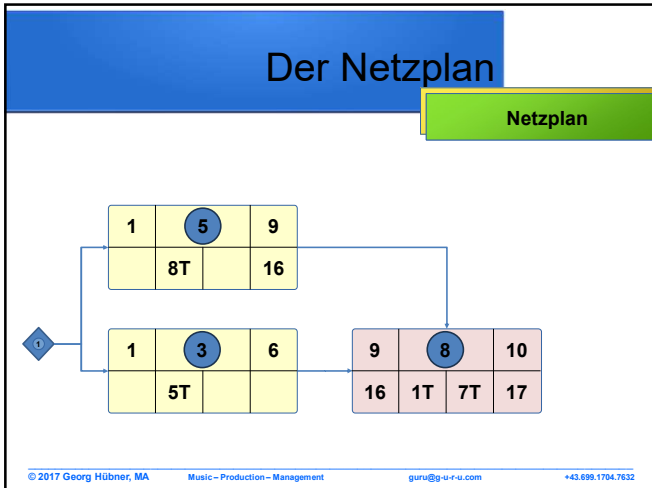 Der Netzplan
Netzplan
1 5 9
8T 16
1
1 3 6
5T
9 8 10
16 1T 7T 17
© 2017 Georg Hübner, MA Music – Production – Management guru@g-u-r-u.com +43.699.1704.7632